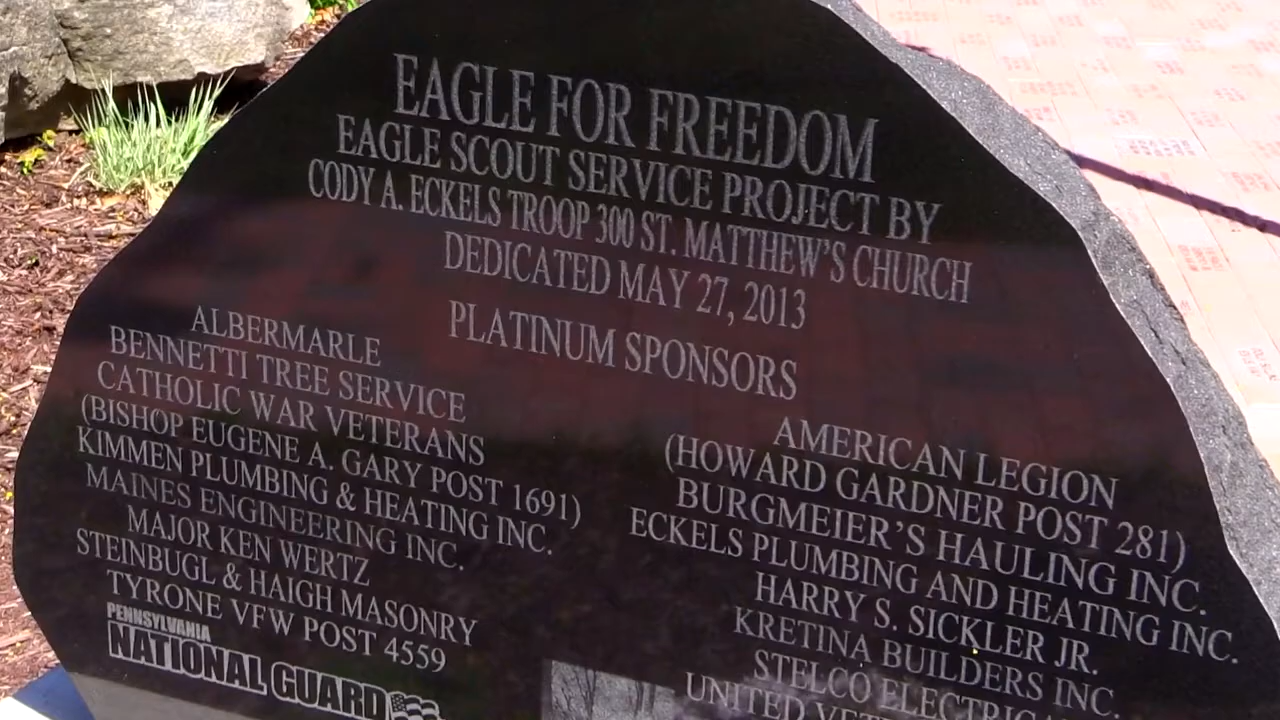 EAGLE FOR FREEDOM
EAGLE SCOUT SERVICE PROJECT BY
CODY A. ECKELS TROOP 300 ST. MATTHEW'S CHURCH
DEDICATED MAY 27, 2013
PLATINUM SPONSORS
ALBERMARLE
BENNETTI TREE SERVICE
CATHOLIC WAR VETERANS
(BISHOP EUGENE A. GARY POST 1691)
KIMMEN PLUMBING & HEATING INC.
MAINES ENGINEERING INC.
MAJOR KEN WERTZ
STEINBUGL & HAIGH MASONRY
TYRONE VFW POST 4559
PENNSYLVANIA
NATIONAL GUARD
AMERICAN LEGION
(HOWARD GARDNER POST 281)
BURGMEIER'S HAULING INC.
ECKELS PLUMBING AND HEATING INC.
HARRY S. SICKLER JR.
KRETINA BUILDERS INC.
STELCO
UNITED